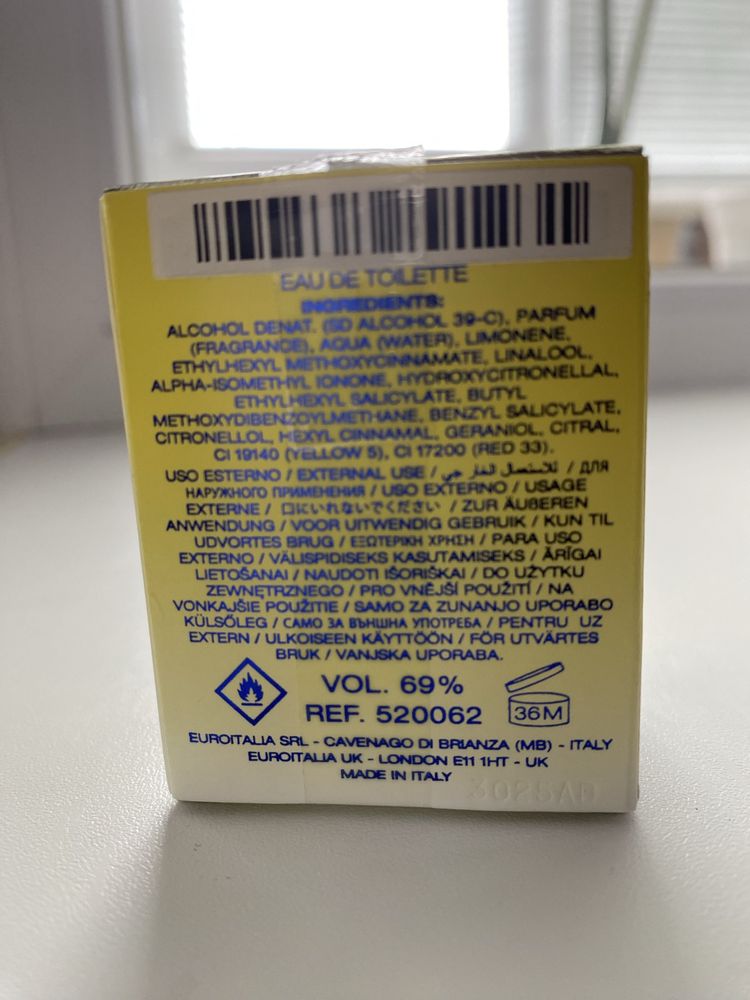 EAU DE TOILETTE
INGREDIENTS:
ALCOHOL DENAT. (SD ALCOHOL 39-C), PARFUM
(FRAGRANCE), AQUA (WATER), LIMONENE,
ETHYLHEXYL METHOXYCINNAMATE, LINALOOL,
ALPHA-ISOMETHYL IONONE, HYDROXYCITRONELLAL,
ETHYLHEXYL SALICYLATE, BUTYL
METHOXYDIBENZOYLMETHANE, BENZYL SALICYLATE,
CITRONELLOL, HEXYL CINNAMAL, GERANIOL, CITRAL,
CI 19140 (YELLOW 5), CI 17200 (RED 33).
USO ESTERNO / EXTERNAL USE / للاستعمال الخارجي / ДЛЯ
НАРУЖНОГО ПРИМЕНЕНИЯ / USO EXTERNO / USAGE
EXTERNE / 口にいれないでください / ZUR ÄUßEREN
ANWENDUNG / VOOR UITWENDIG GEBRUIK / KUN TIL
UDVORTES BRUG / ΕΞΩΤΕΡΙΚΗ ΧΡΗΣΗ / PARA USO
EXTERNO / VÄLISPIDISEKS KASUTAMISEKS / ĀRĪGAI
LIETOŠANAI / NAUDOTI IŠORIŠKAI / DO UŻYTKU
ZEWNĘTRZNEGO / PRO VNĚJŠÍ POUŽITÍ / NA
VONKAJŠIE POUŽITIE / SAMO ZA ZUNANJO UPORABO
KÜLSŐLEG / САМО ЗА ВЪНШНА УПОТРЕБА / PENTRU UZ
EXTERN / ULKOISEEN KÄYTTÖÖN / FÖR UTVÄRTES
BRUK / VANJSKA UPORABA.
VOL. 69%
REF. 520062
36M
EUROITALIA SRL - CAVENAGO DI BRIANZA (MB) - ITALY
EUROITALIA UK - LONDON E11 1HT - UK
MADE IN ITALY
3025AD